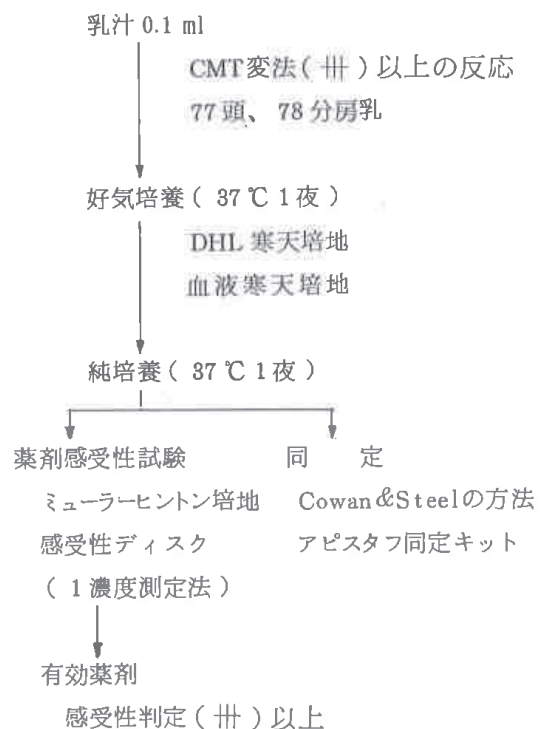 乳汁 0.1 ml
CMT変法(卌)以上の反応
77頭、78分房乳
好気培養(37℃1夜)
DHL寒天培地
血液寒天培地
純培養(37℃1夜)
薬剤感受性試験
同 定
ミューラーヒントン培地
Cowan&Steelの方法
感受性ディスク
アピスタフ同定キット
(1濃度測定法)
有効薬剤
感受性判定(卌)以上